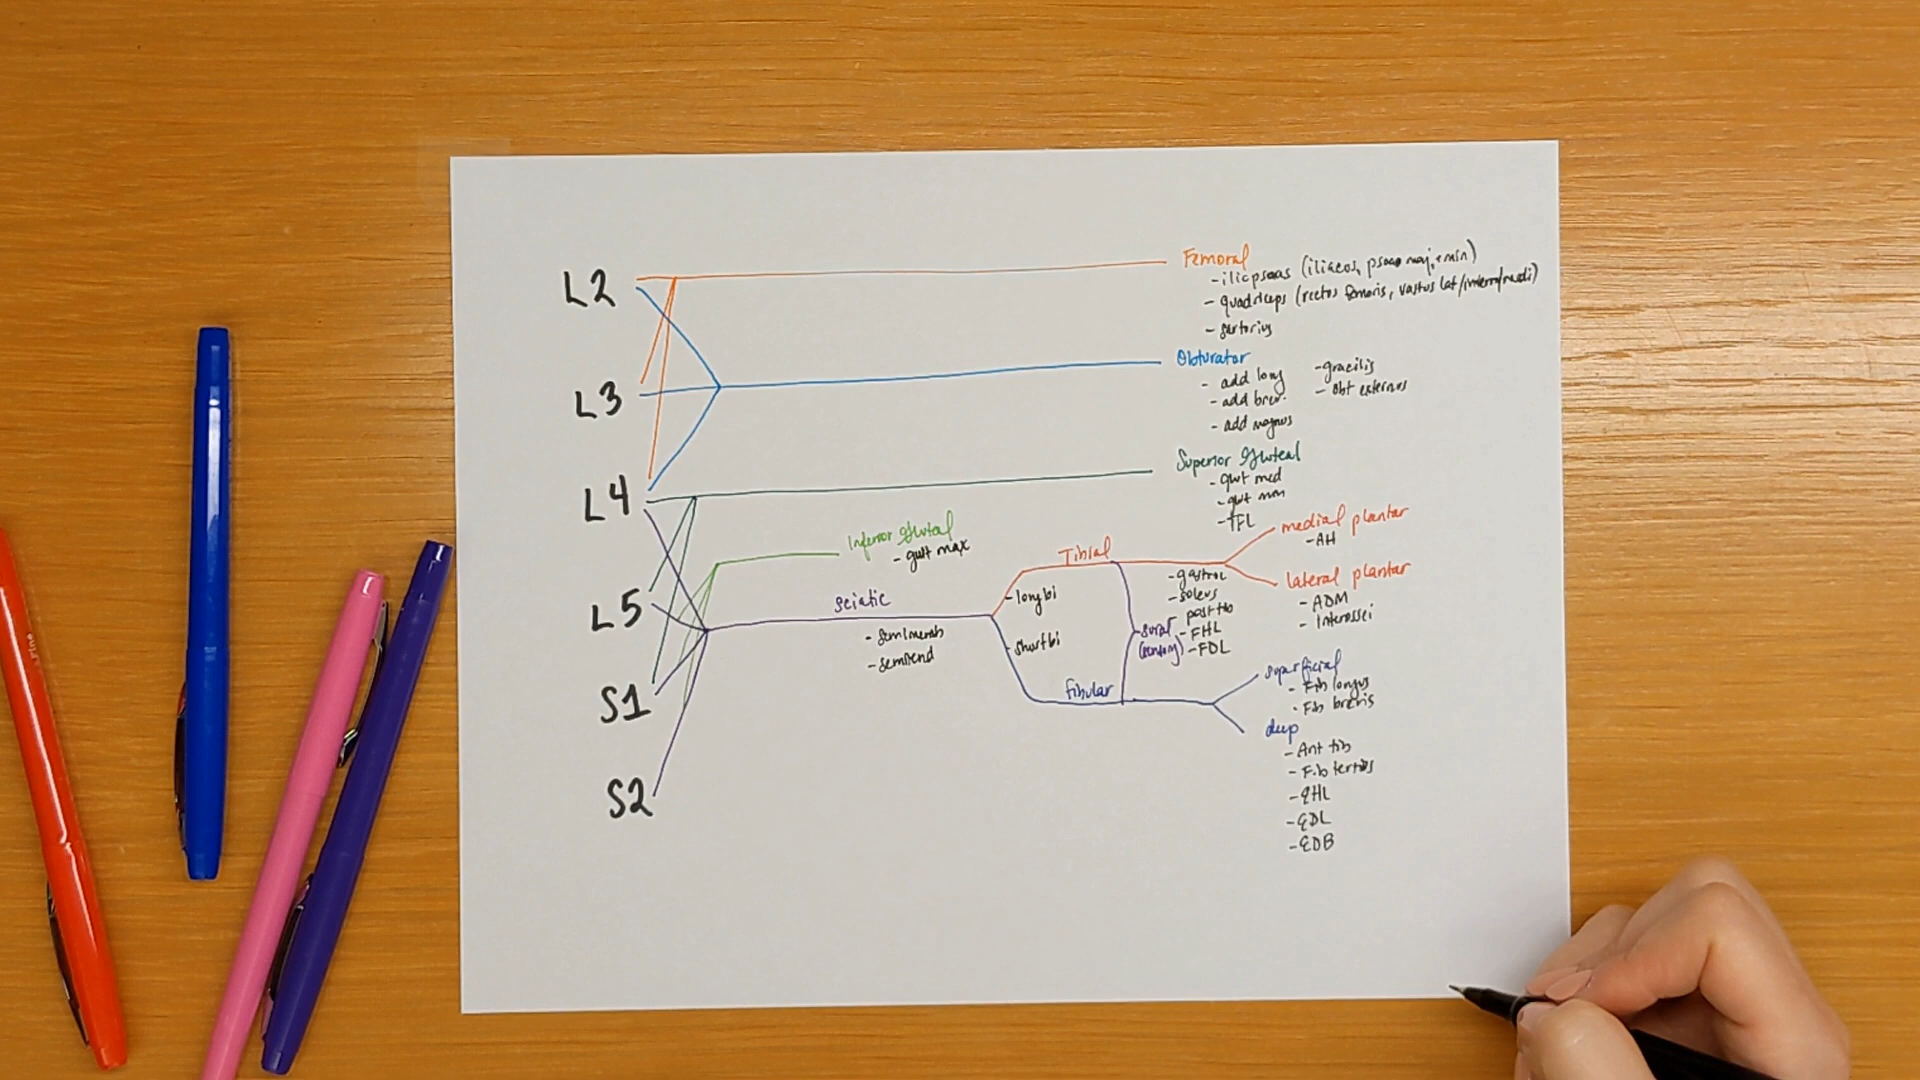 L2
L3
L4
L5
S1
S2
Femoral
- iliopsoas (iliacus, psoas maj. + min)
- quadriceps (rectus femoris, vastus lat/interm/medi)
- sartorius
Obturator
- add long
- add brev.
- add magnus
- gracilis
- Obt externus
Superior Gluteal
- glut med
- glut min
- TFL
Inferior Gluteal
- glut max
Sciatic
- semimemb
- semitend
- long bi
- short bi
Tibial
- gastroc
- soleus
post tib
- FHL
- FDL
sural
medial plantar
- AH
lateral plantar
- ADM
- Interossei
fibular
superficial
- Fib longus
- Fib brevis
deep
- Ant tib
- Fib tertius
- EHL
- EDL
- EDB